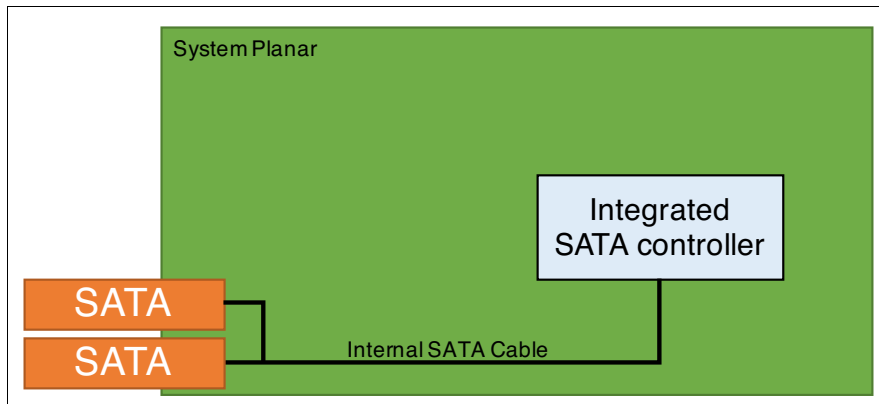 System Planar
Integrated
SATA controller
SATA
SATA
Internal SATA Cable